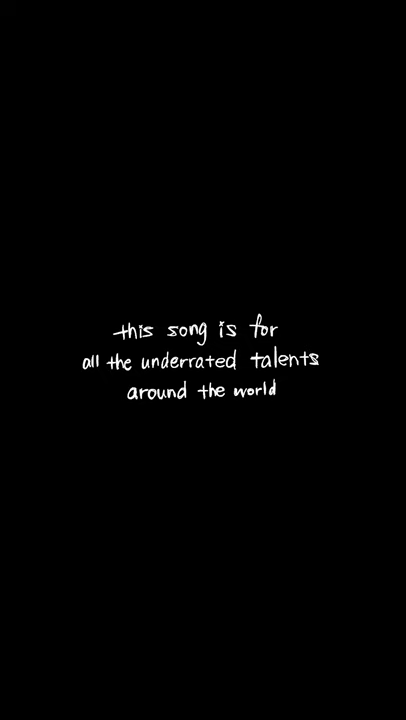 this song is for
all the underrated talents
around the world